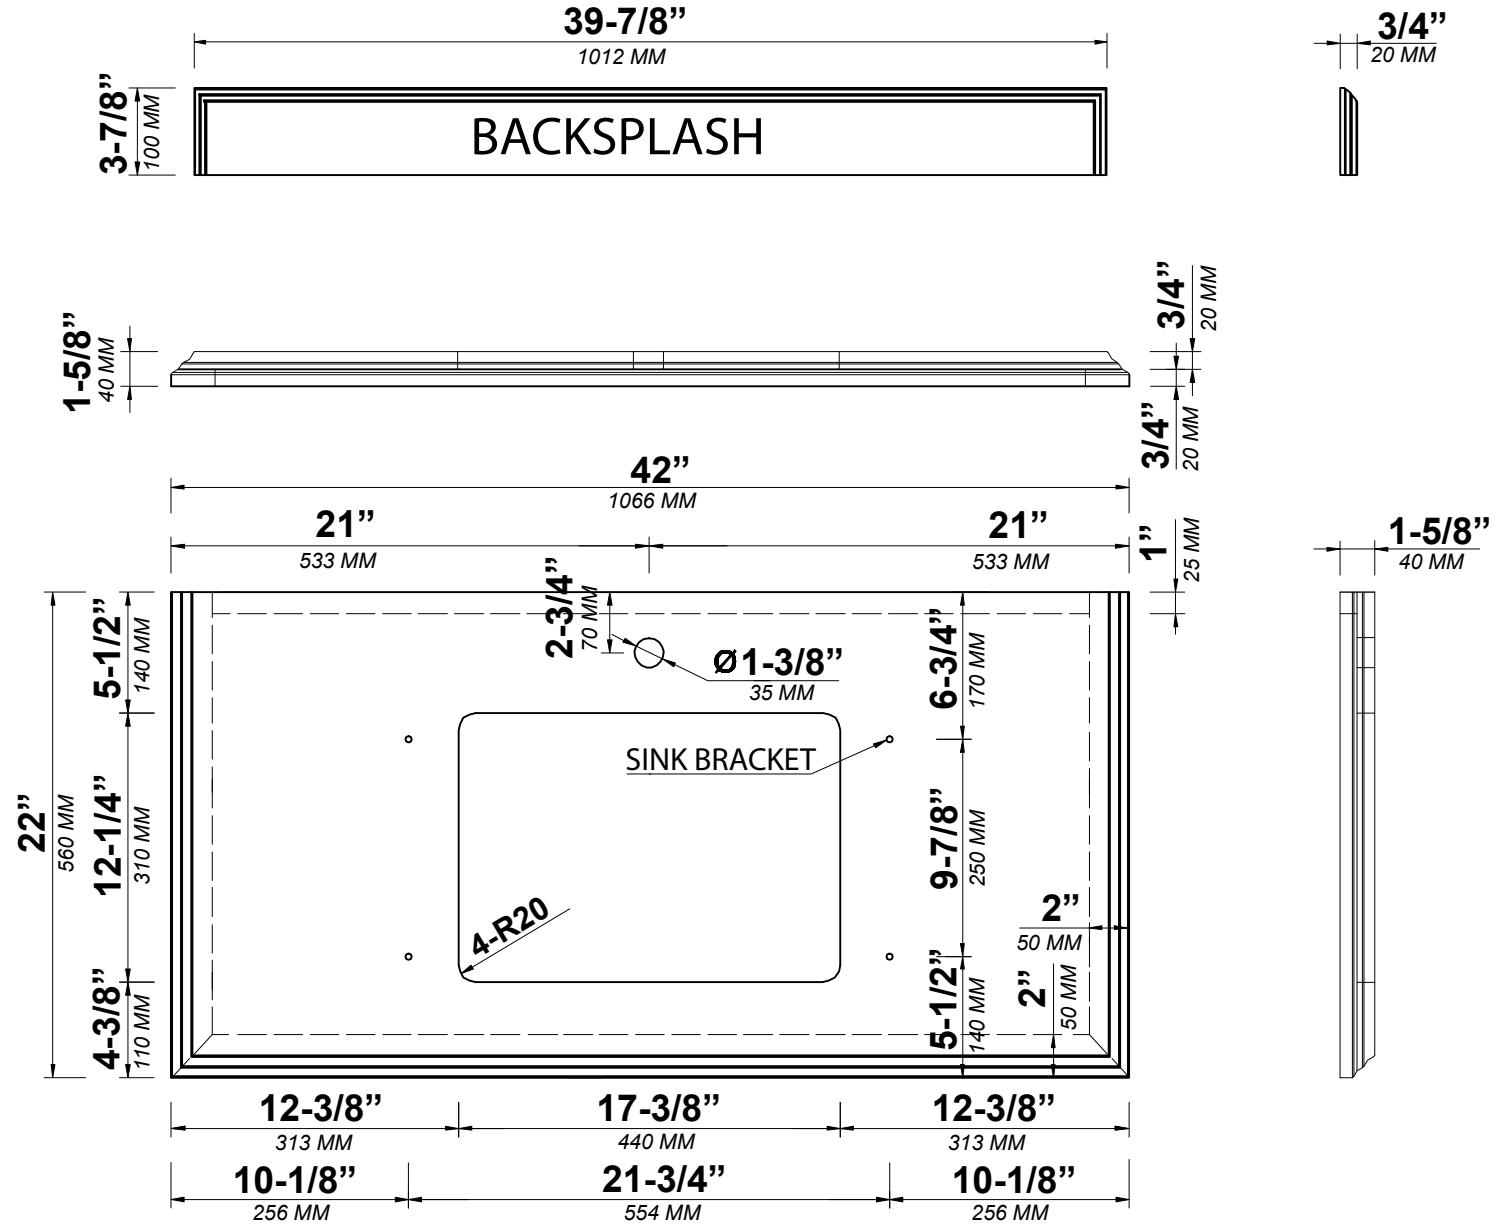 39-7/8”
1012 MM
3/4”
20 MM
3-7/8”
100 MM
BACKSPLASH
3/4”
20 MM
1-5/8”
40 MM
3/4”
20 MM
42”
1066 MM
21”
533 MM
21”
533 MM
1”
25 MM
1-5/8”
40 MM
5-1/2”
140 MM
2-3/4”
70 MM
Ø 1-3/8”
35 MM
6-3/4”
170 MM
SINK BRACKET
22”
560 MM
12-1/4”
310 MM
9-7/8”
250 MM
4-R20
2”
50 MM
4-3/8”
110 MM
5-1/2”
140 MM
2”
50 MM
12-3/8”
313 MM
17-3/8”
440 MM
12-3/8”
313 MM
10-1/8”
256 MM
21-3/4”
554 MM
10-1/8”
256 MM